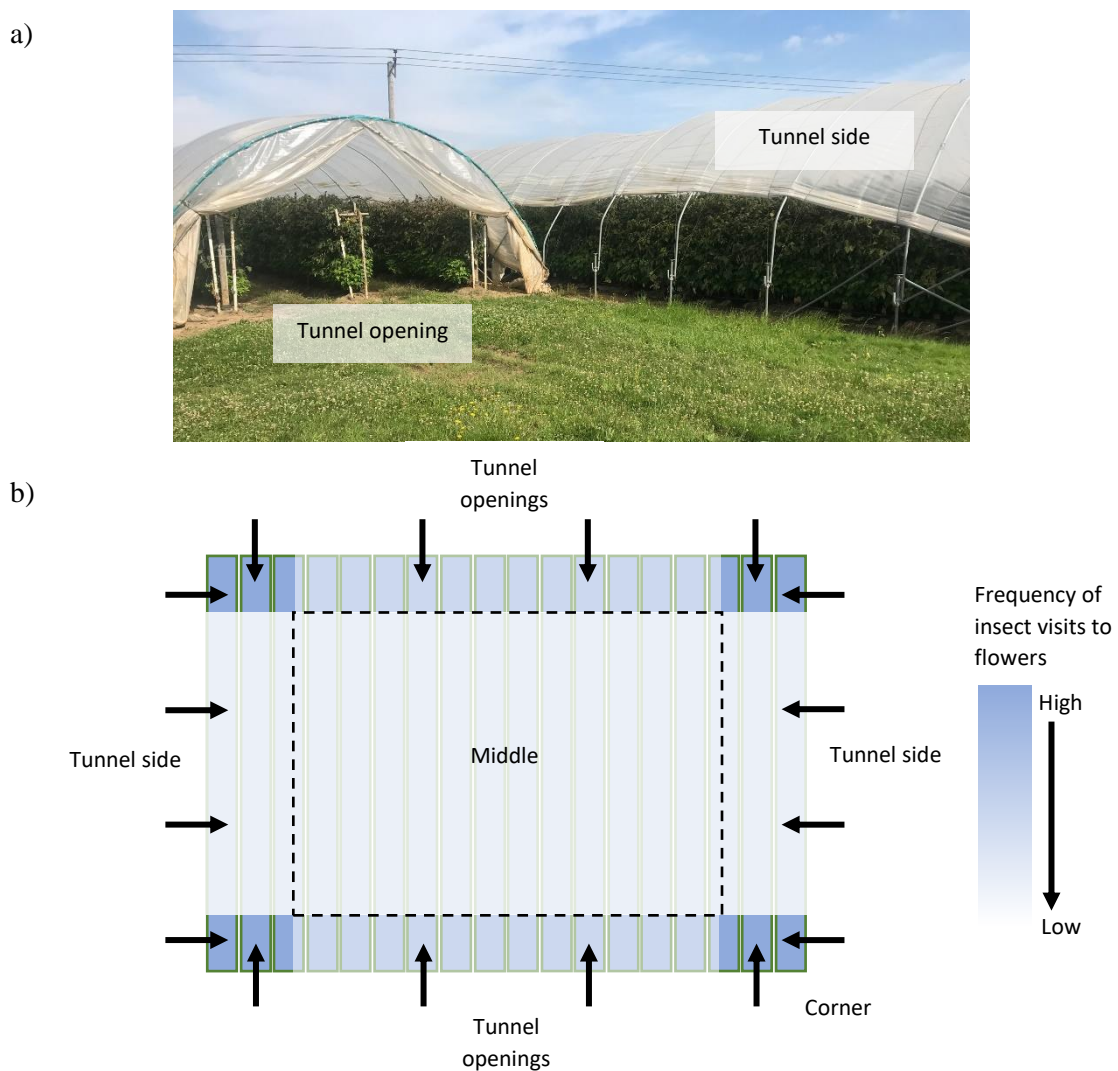 a)
Tunnel side
Tunnel opening
b)
Tunnel
openings
Frequency of
insect visits to
flowers
High
Tunnel side
Middle
Tunnel side
Low
Corner
Tunnel
openings